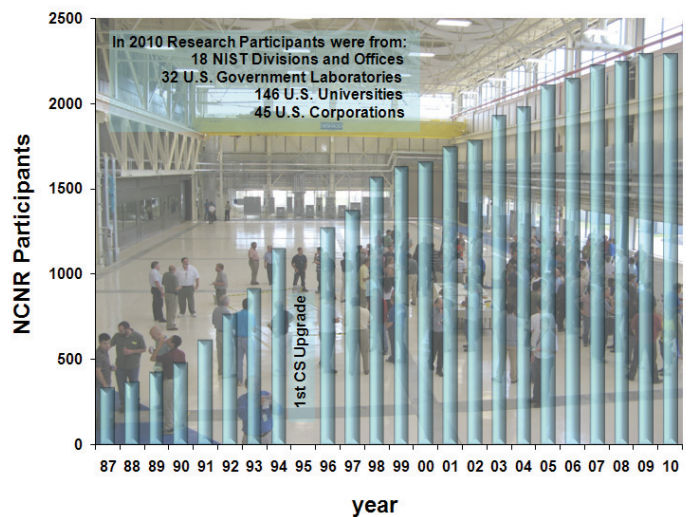 In 2010 Research Participants were from:
18 NIST Divisions and Offices
32 U.S. Government Laboratories
146 U.S. Universities
45 U.S. Corporations
2500
2000
1500
1000
500
0
NCNR Participants
1st CS Upgrade
87 88 89 90 91 92 93 94 95 96 97 98 99 00 01 02 03 04 05 06 07 08 09 10
year